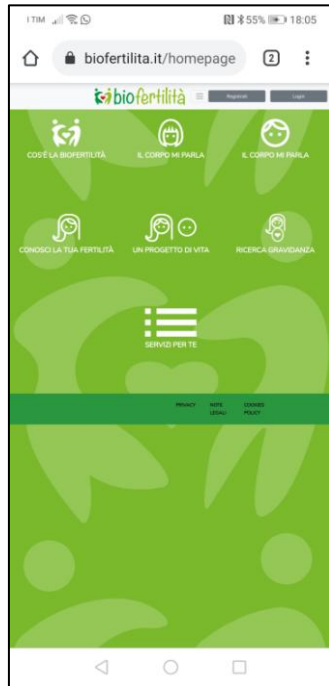 I TIM 55% 18:05
biofertilita.it/homepage 2
biofertilità Registrati Login
COS'È LA BIOFERTILITÀ IL CORPO MI PARLA IL CORPO MI PARLA
CONOSCI LA TUA FERTILITÀ UN PROGETTO DI VITA RICERCA GRAVIDANZA
SERVIZI PER TE
PRIVACY NOTE COOKIES
LEGALI POLICY